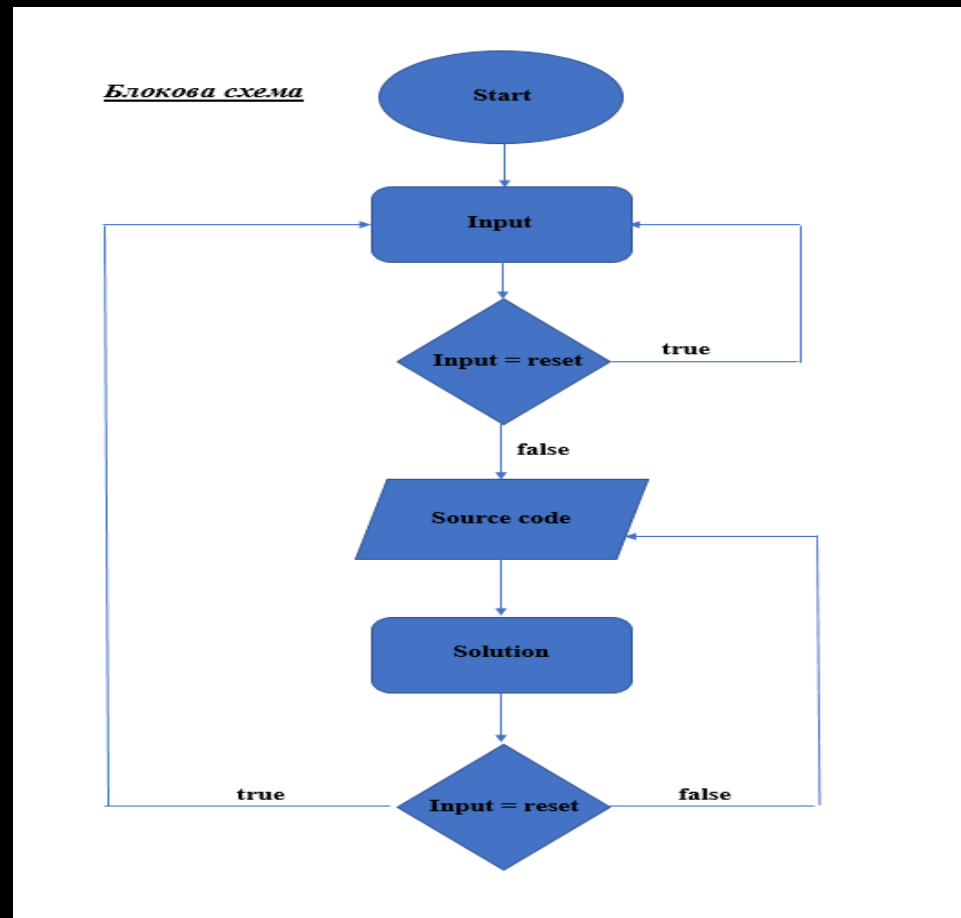 Блокова схема
Start
Input
Input = reset
true
false
Source code
Solution
Input = reset
true
false